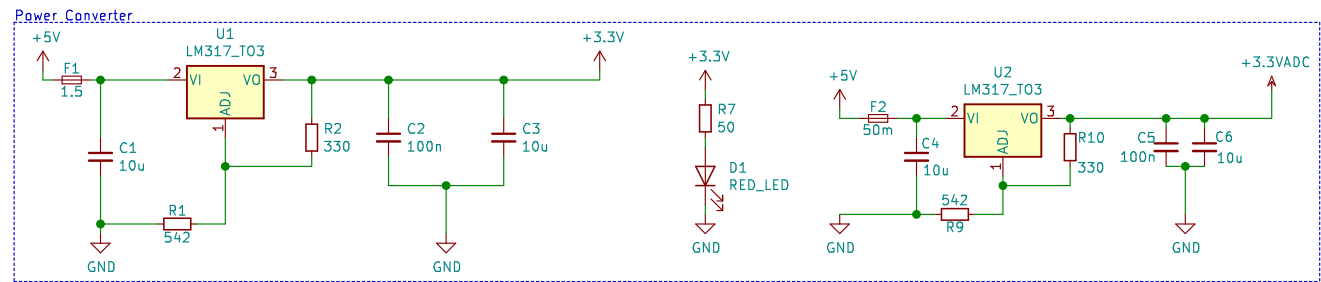 Power Converter
+5V
F1
1.5
U1
LM317_TO3
2 VI VO 3
ADJ
1
C1
10u
R1
542
GND
R2
330
C2
100n
C3
10u
+3.3V
GND
+3.3V
R7
50
D1
RED_LED
GND
+5V
F2
50m
U2
LM317_TO3
2 VI VO 3
ADJ
1
C4
10u
542
R9
GND
R10
330
C5
100n
C6
10u
+3.3VADC
GND